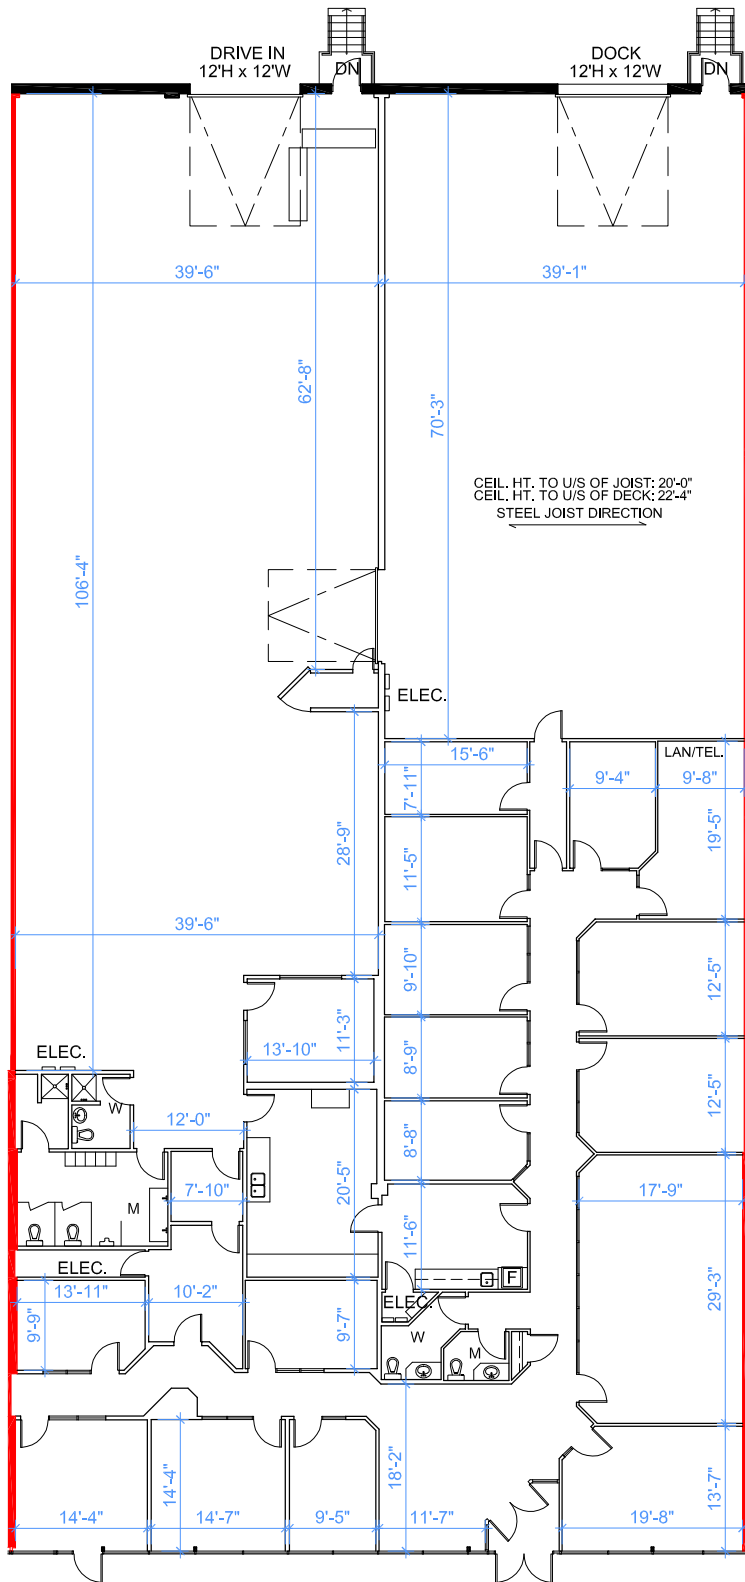 DRIVE IN
12'H x 12'W
DN
DOCK
12'H x 12'W
DN
39'-6"
39'-1"
62'-8"
70'-3"
CEIL. HT. TO U/S OF JOIST: 20'-0"
CEIL. HT. TO U/S OF DECK: 22'-4"
STEEL JOIST DIRECTION
106'-4"
ELEC.
15'-6"
7'-11"
9'-4"
LAN/TEL.
9'-8"
19'-5"
28'-9"
11'-5"
39'-6"
9'-10"
12'-5"
11'-3"
13'-10"
8'-9"
ELEC.
W
12'-0"
12'-5"
8'-8"
7'-10"
20'-5"
17'-9"
M
11'-6"
ELEC.
F
13'-11"
10'-2"
ELEC.
29'-3"
9'-9"
9'-7"
W
M
14'-4"
18'-2"
13'-7"
14'-4"
14'-7"
9'-5"
11'-7"
19'-8"